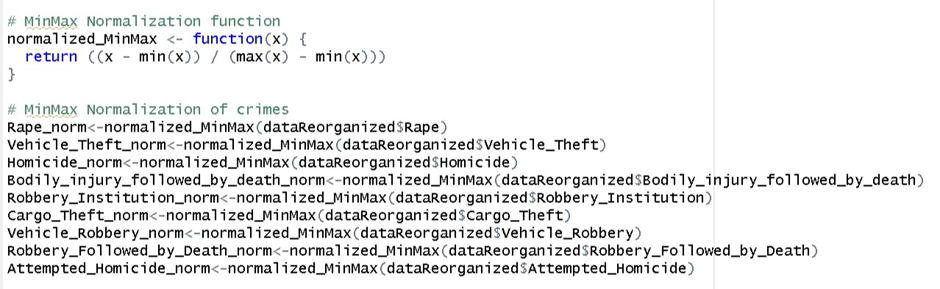 # MinMax Normalization function
normalized_MinMax <- function(x) {
  return ((x - min(x)) / (max(x) - min(x)))
}

# MinMax Normalization of crimes
Rape_norm<-normalized_MinMax(dataReorganized$Rape)
Vehicle_Theft_norm<-normalized_MinMax(dataReorganized$Vehicle_Theft)
Homicide_norm<-normalized_MinMax(dataReorganized$Homicide)
Bodily_injury_followed_by_death_norm<-normalized_MinMax(dataReorganized$Bodily_injury_followed_by_death)
Robbery_Institution_norm<-normalized_MinMax(dataReorganized$Robbery_Institution)
Cargo_Theft_norm<-normalized_MinMax(dataReorganized$Cargo_Theft)
Vehicle_Robbery_norm<-normalized_MinMax(dataReorganized$Vehicle_Robbery)
Robbery_Followed_by_Death_norm<-normalized_MinMax(dataReorganized$Robbery_Followed_by_Death)
Attempted_Homicide_norm<-normalized_MinMax(dataReorganized$Attempted_Homicide)